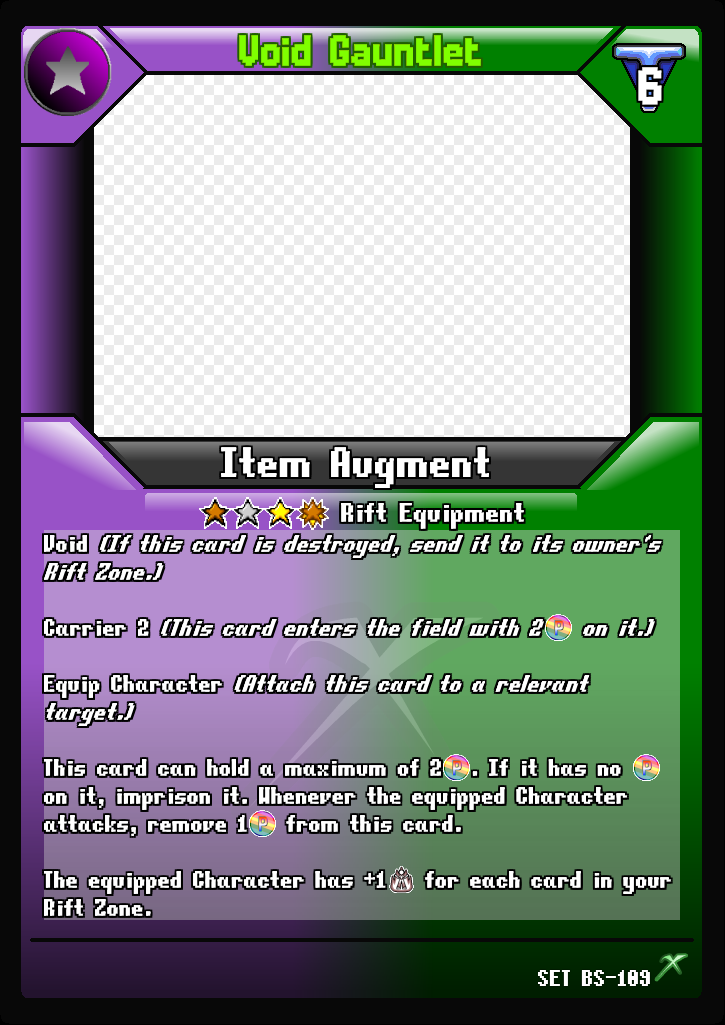 Void Gauntlet
6
Item Augment
Rift Equipment
Void (If this card is destroyed, send it to its owner's
Rift Zone.)
Carrier 2 (This card enters the field with 2 P on it.)
Equip Character (Attach this card to a relevant
target.)
This card can hold a maximum of 2 P. If it has no P
on it, imprison it. Whenever the equipped Character
attacks, remove 1 P from this card.
The equipped Character has +1 for each card in your
Rift Zone.
SET BS-109